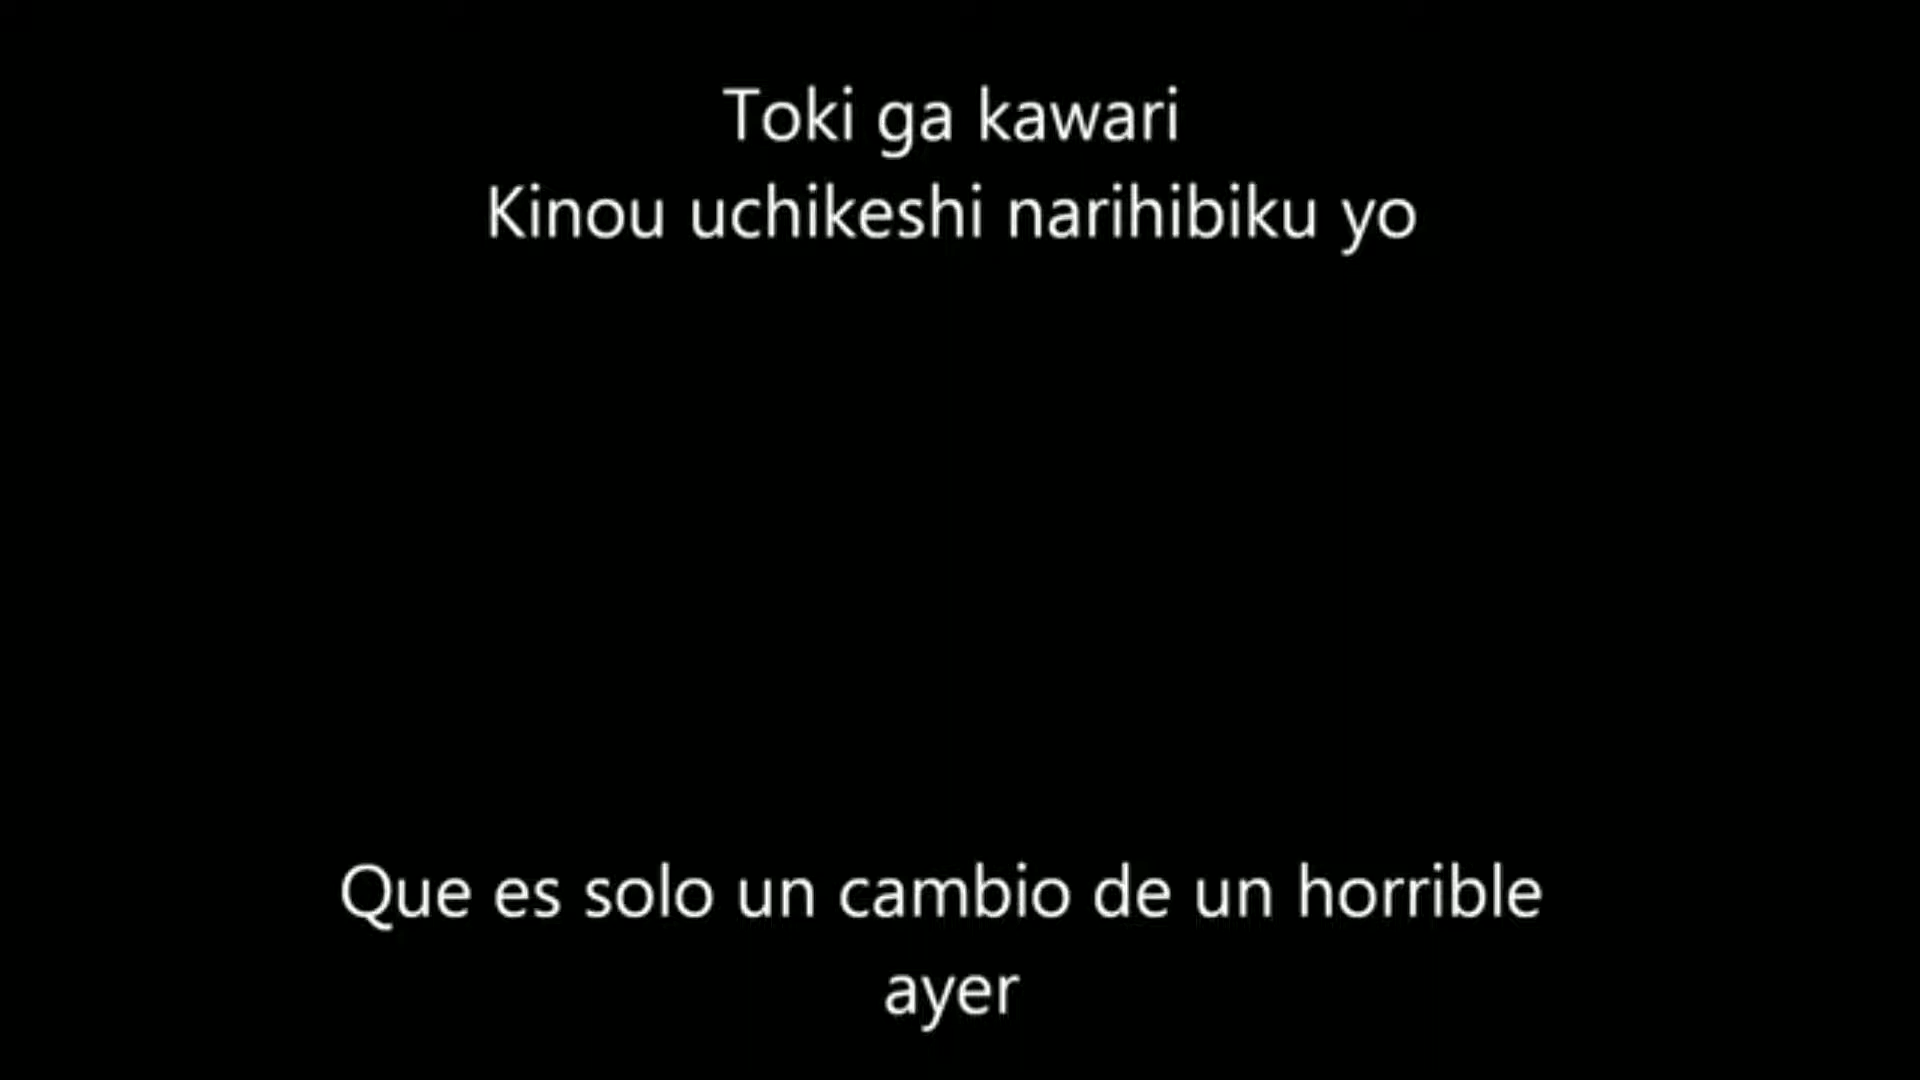 Toki ga kawari
Kinou uchikeshi narihibiku yo
Que es solo un cambio de un horrible
ayer